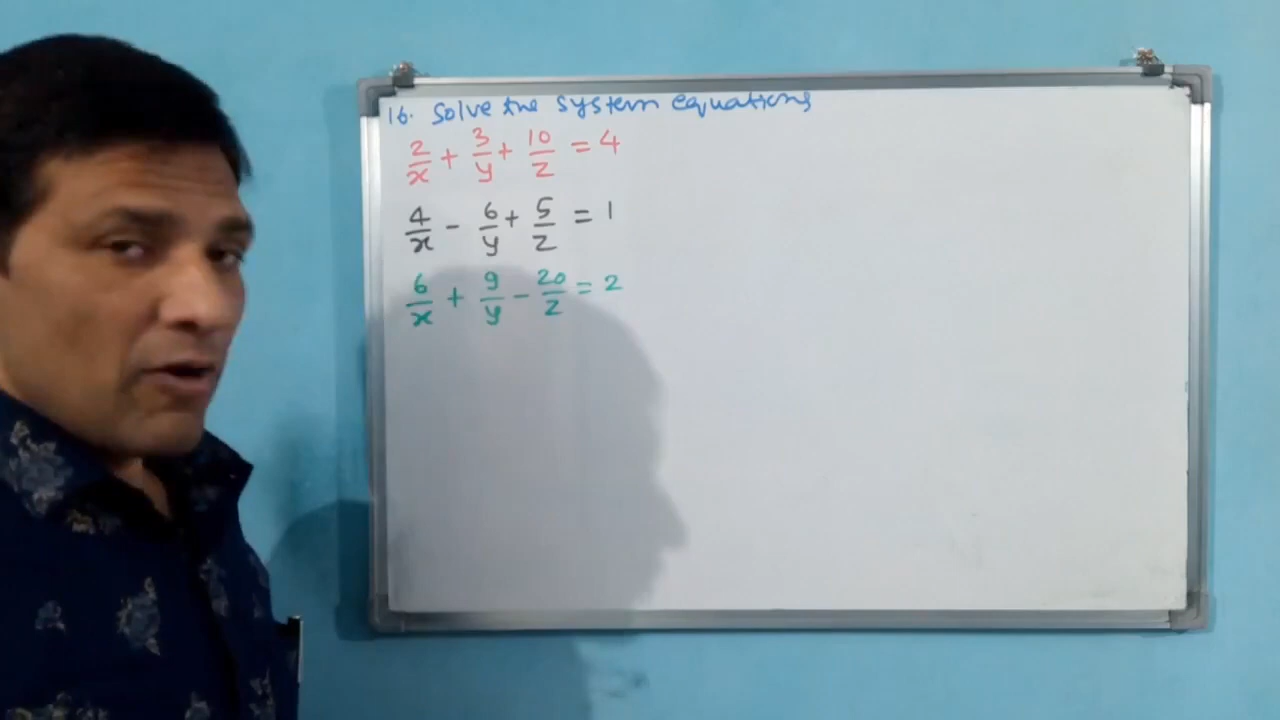 16. Solve the system equations
2/x + 3/y + 10/z = 4
4/x - 6/y + 5/z = 1
6/x + 9/y - 20/z = 2